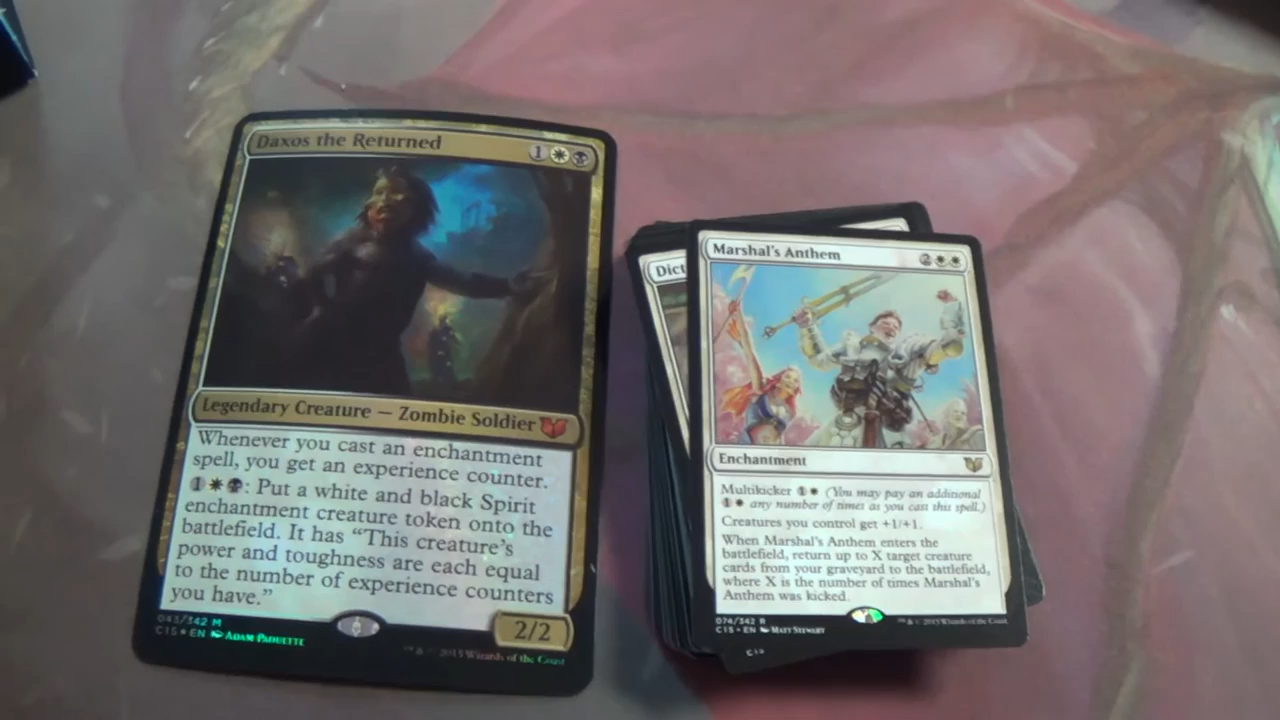 Daxos the Returned
1
Legendary Creature — Zombie Soldier
Whenever you cast an enchantment
spell, you get an experience counter.
1 : Put a white and black Spirit
enchantment creature token onto the
battlefield. It has “This creature's
power and toughness are each equal
to the number of experience counters
you have.”
2/2
043/342 M
C15 ★ EN Adam Paquette
™ & © 2015 Wizards of the Coast
Dict
Marshal's Anthem
2
Enchantment
Multikicker 1 (You may pay an additional
1 any number of times as you cast this spell.)
Creatures you control get +1/+1.
When Marshal's Anthem enters the
battlefield, return up to X target creature
cards from your graveyard to the battlefield,
where X is the number of times Marshal's
Anthem was kicked.
074/342 R
C15 • EN Matt Stewart
™ & © 2015 Wizards of the Coast